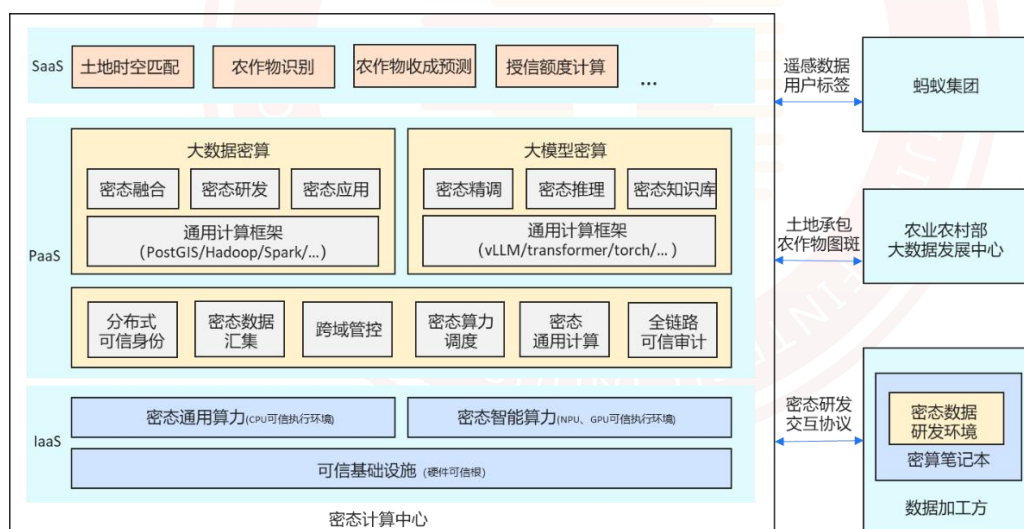 SaaS
土地时空匹配
农作物识别
农作物收成预测
授信额度计算
...
PaaS
大数据密算
密态融合
密态研发
密态应用
通用计算框架
(PostGIS/Hadoop/Spark/...)
大模型密算
密态精调
密态推理
密态知识库
通用计算框架
(vLLM/transformer/torch/... )
分布式
可信身份
密态数据
汇集
跨域管控
密态算力
调度
密态
通用计算
全链路
可信审计
IaaS
密态通用算力(CPU可信执行环境)
密态智能算力(NPU、GPU可信执行环境)
可信基础设施 (硬件可信根)
密态计算中心
遥感数据
用户标签
蚂蚁集团
土地承包
农作物图斑
农业农村部
大数据发展中心
密态研发
交互协议
密态数据
研发环境
密算笔记本
数据加工方